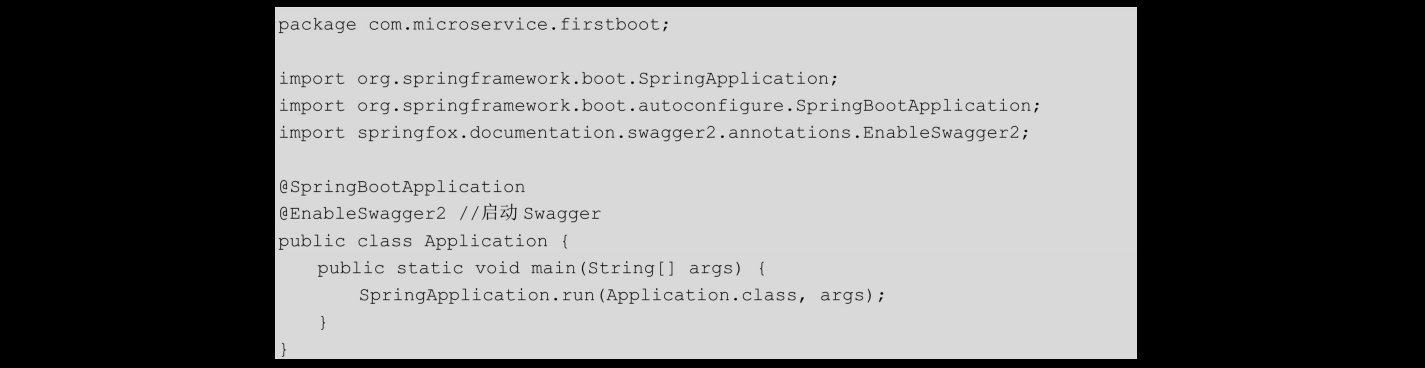 package com.microservice.firstboot;
import org.springframework.boot.SpringApplication;
import org.springframework.boot.autoconfigure.SpringBootApplication;
import springfox.documentation.swagger2.annotations.EnableSwagger2;
@SpringBootApplication
@EnableSwagger2 //启动 Swagger
public class Application {
public static void main(String[] args) {
SpringApplication.run(Application.class, args);
}
}